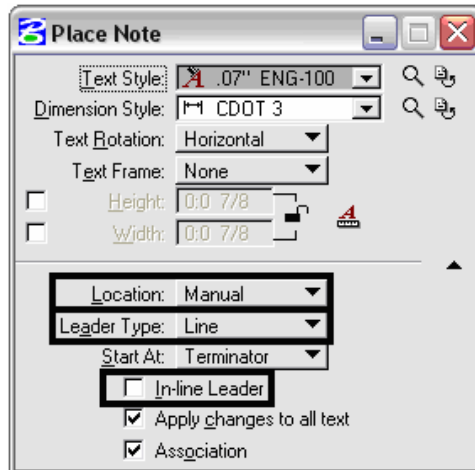 Place Note
Text Style: A .07" ENG-100
Dimension Style: CDOT 3
Text Rotation: Horizontal
Text Frame: None
Height: 0:0 7/8
Width: 0:0 7/8
Location: Manual
Leader Type: Line
Start At: Terminator
In-line Leader
Apply changes to all text
Association